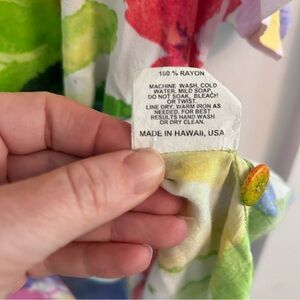 100 % RAYON
MACHINE WASH, COLD
WATER, MILD SOAP,
DO NOT SOAK, BLEACH
OR TWIST.
LINE DRY, WARM IRON AS
NEEDED. FOR BEST
RESULTS HAND WASH
OR DRY CLEAN.
MADE IN HAWAII, USA